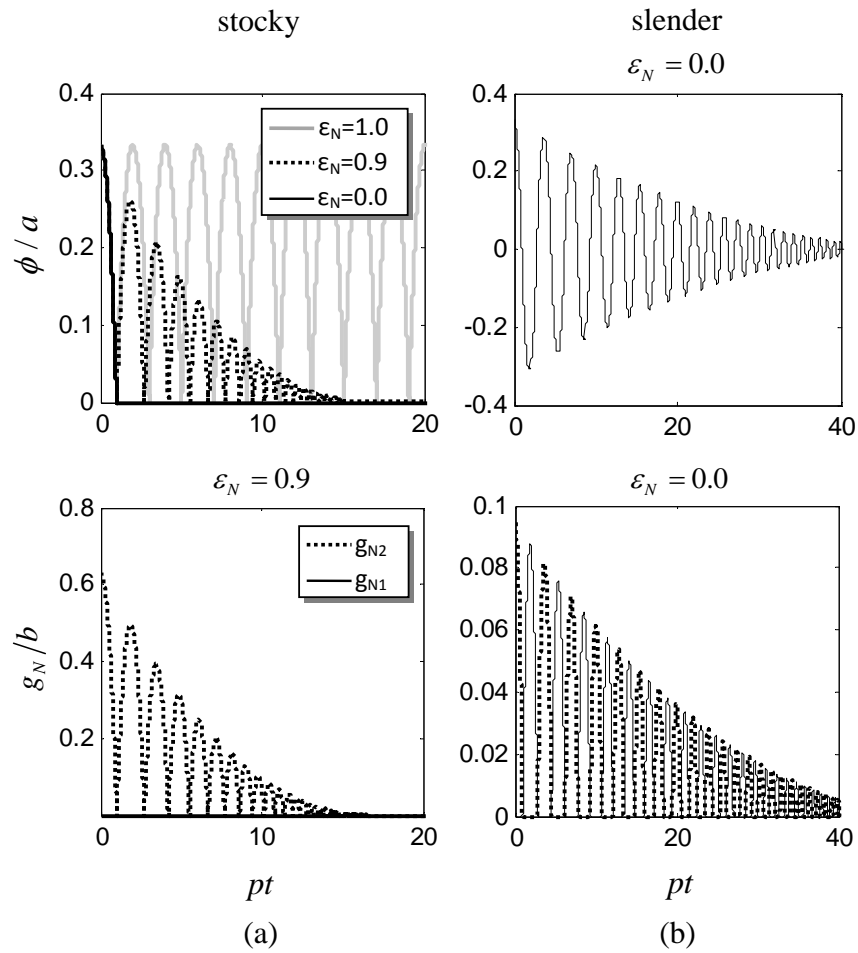 stocky
slender
ε_N = 0.0
0.4
0.3
0.2
0.1
0
ϕ / a
ε_N=1.0
ε_N=0.9
ε_N=0.0
0 10 20
0.4
0.2
0
-0.2
-0.4
0 20 40
ε_N = 0.9
0.8
0.6
0.4
0.2
g_N/b
g_N2
g_N1
0 10 20
pt
(a)
ε_N = 0.0
0.1
0.08
0.06
0.04
0.02
0
0 20 40
pt
(b)